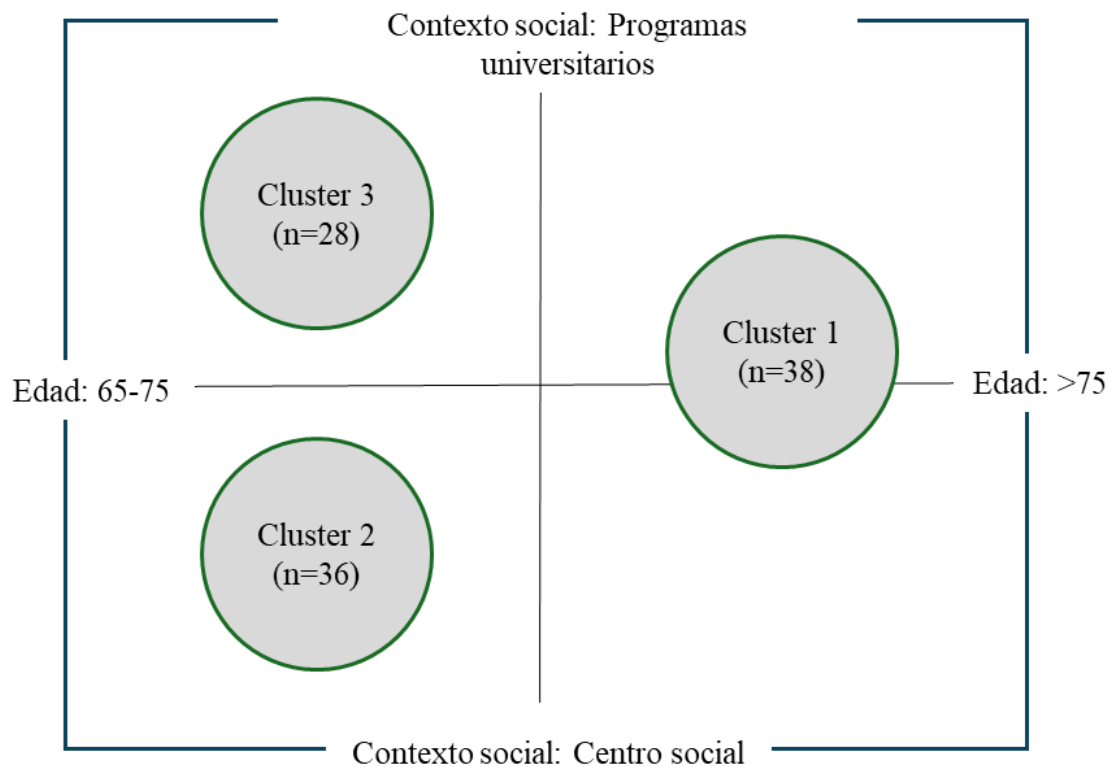 Contexto social: Programas
universitarios
Cluster 3
(n=28)
Cluster 1
(n=38)
Edad: 65-75
Edad: >75
Cluster 2
(n=36)
Contexto social: Centro social